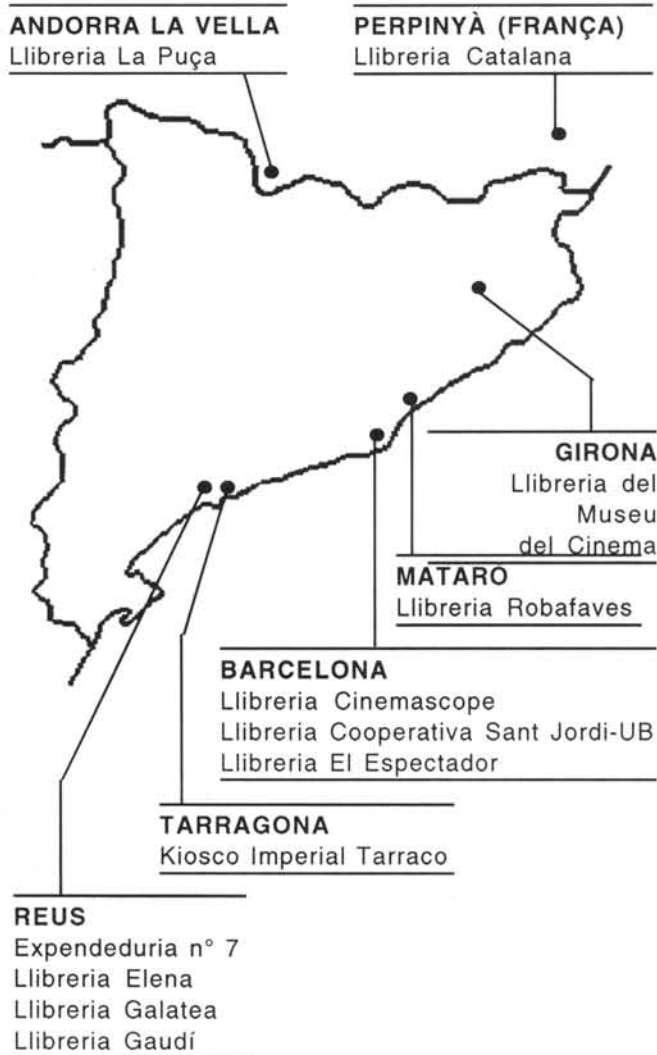 ANDORRA LA VELLA
Llibreria La Puça
PERPINYÀ (FRANÇA)
Llibreria Catalana
GIRONA
Llibreria del
Museu
del Cinema
MATARÓ
Llibreria Robafaves
BARCELONA
Llibreria Cinemascope
Llibreria Cooperativa Sant Jordi-UB
Llibreria El Espectador
TARRAGONA
Kiosco Imperial Tarraco
REUS
Expendeduria n° 7
Llibreria Elena
Llibreria Galatea
Llibreria Gaudí